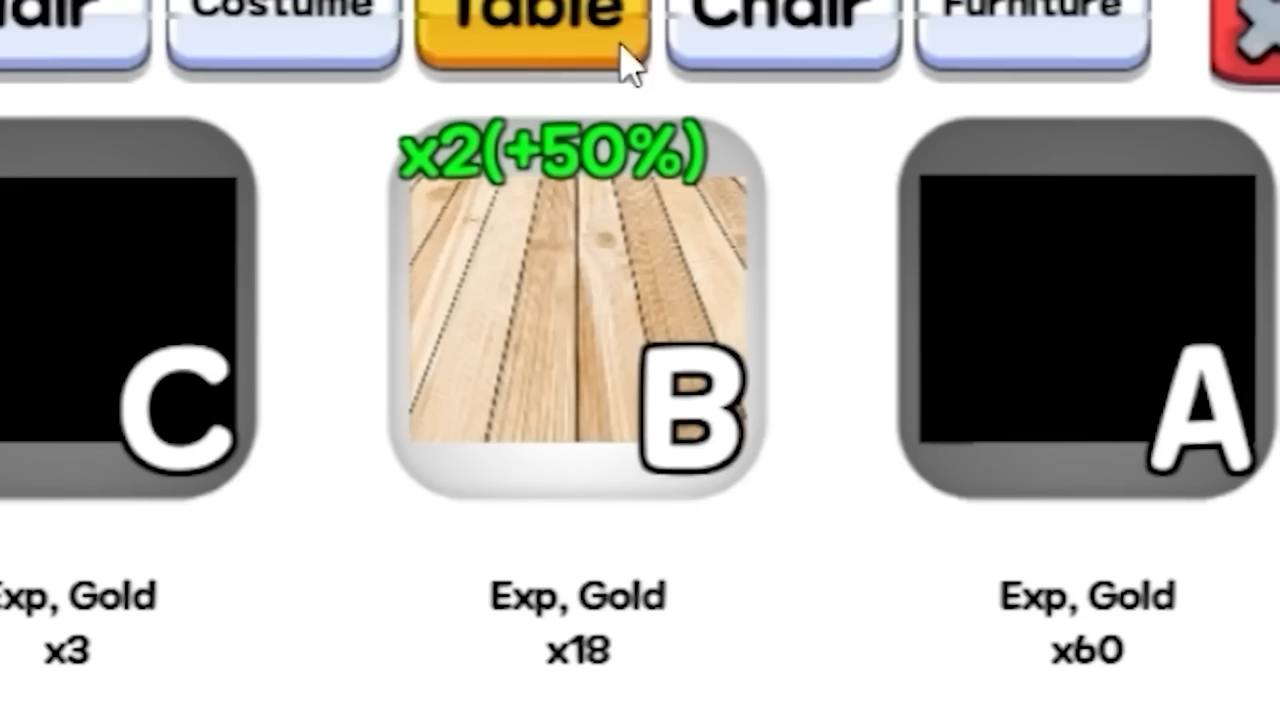 Costume
Table
Chair
Furniture
x2(+50%)
C
B
A
Exp, Gold
x3
Exp, Gold
x18
Exp, Gold
x60